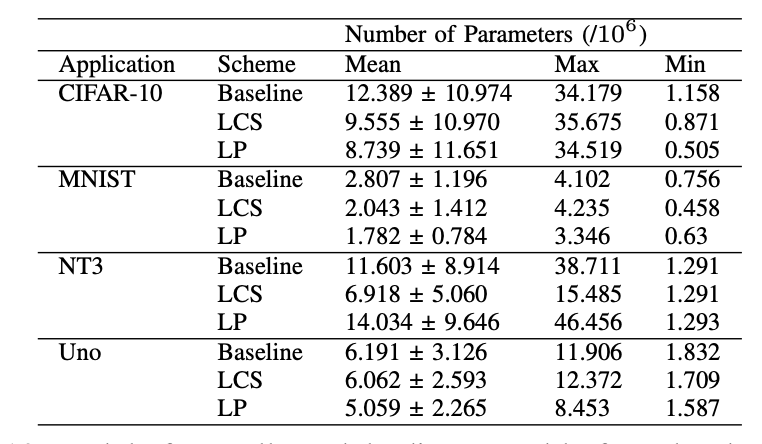 Number of Parameters (/10⁶)
Application Scheme Mean Max Min
CIFAR-10 Baseline 12.389 ± 10.974 34.179 1.158
LCS 9.555 ± 10.970 35.675 0.871
LP 8.739 ± 11.651 34.519 0.505
MNIST Baseline 2.807 ± 1.196 4.102 0.756
LCS 2.043 ± 1.412 4.235 0.458
LP 1.782 ± 0.784 3.346 0.63
NT3 Baseline 11.603 ± 8.914 38.711 1.291
LCS 6.918 ± 5.060 15.485 1.291
LP 14.034 ± 9.646 46.456 1.293
Uno Baseline 6.191 ± 3.126 11.906 1.832
LCS 6.062 ± 2.593 12.372 1.709
LP 5.059 ± 2.265 8.453 1.587